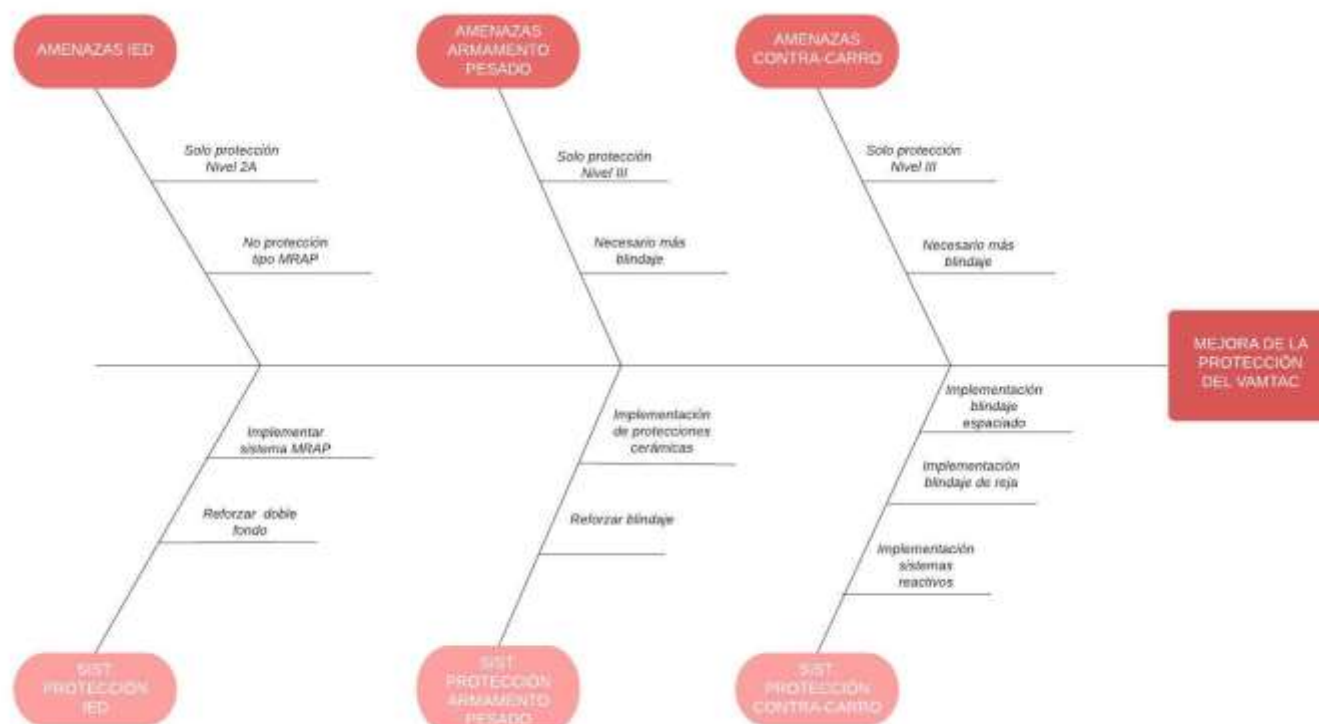 AMENAZAS IED
AMENAZAS
ARMAMENTO
PESADO
AMENAZAS
CONTRA-CARRO
Solo protección
Nivel 2A
No protección
tipo MRAP
Solo protección
Nivel III
Necesario más
blindaje
Solo protección
Nivel III
Necesario más
blindaje
MEJORA DE LA
PROTECCIÓN
DEL VAMTAC
Implementar
sistema MRAP
Reforzar doble
fondo
Implementación
de protecciones
cerámicas
Reforzar blindaje
Implementación
blindaje
espaciado
Implementación
blindaje de reja
Implementación
sistemas
reactivos
SIST.
PROTECCIÓN
IED
SIST.
PROTECCIÓN
ARMAMENTO
PESADO
SIST.
PROTECCIÓN
CONTRA-CARRO